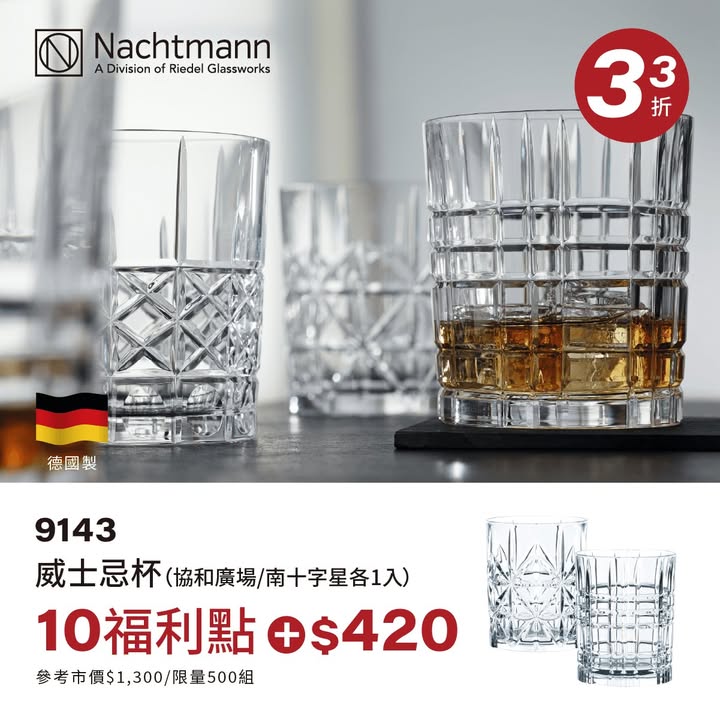 Nachtmann
A Division of Riedel Glassworks
3 3折
德國製
9143
威士忌杯(協和廣場/南十字星各1入)
10福利點+$420
參考市價$1,300/限量500組